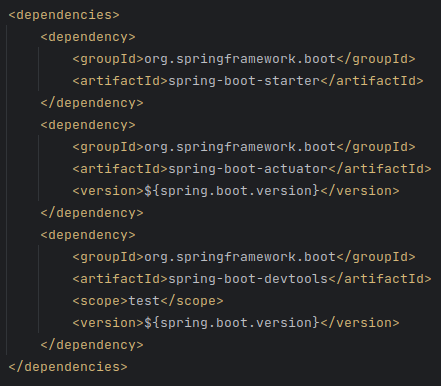 <dependencies>
    <dependency>
        <groupId>org.springframework.boot</groupId>
        <artifactId>spring-boot-starter</artifactId>
    </dependency>
    <dependency>
        <groupId>org.springframework.boot</groupId>
        <artifactId>spring-boot-actuator</artifactId>
        <version>${spring.boot.version}</version>
    </dependency>
    <dependency>
        <groupId>org.springframework.boot</groupId>
        <artifactId>spring-boot-devtools</artifactId>
        <scope>test</scope>
        <version>${spring.boot.version}</version>
    </dependency>
</dependencies>